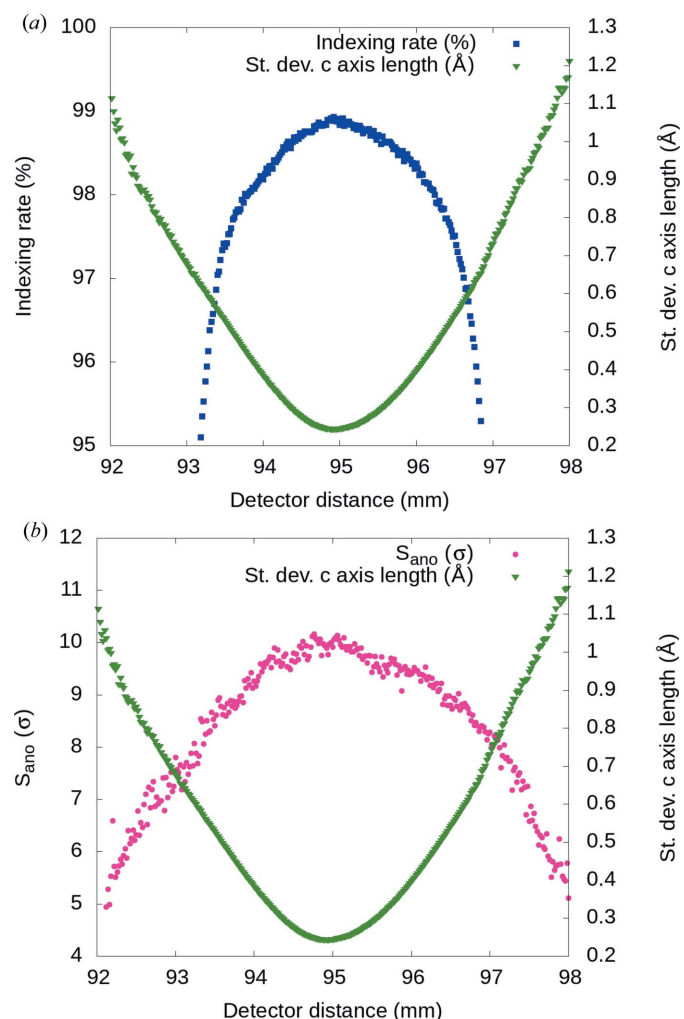 (a)
Indexing rate (%)
St. dev. c axis length (Å)
100
99
98
97
96
95
Indexing rate (%)
1.3
1.2
1.1
1
0.9
0.8
0.7
0.6
0.5
0.4
0.3
0.2
St. dev. c axis length (Å)
92 93 94 95 96 97 98
Detector distance (mm)
(b)
S_ano (σ)
St. dev. c axis length (Å)
12
11
10
9
8
7
6
5
4
S_ano (σ)
1.3
1.2
1.1
1
0.9
0.8
0.7
0.6
0.5
0.4
0.3
0.2
St. dev. c axis length (Å)
92 93 94 95 96 97 98
Detector distance (mm)